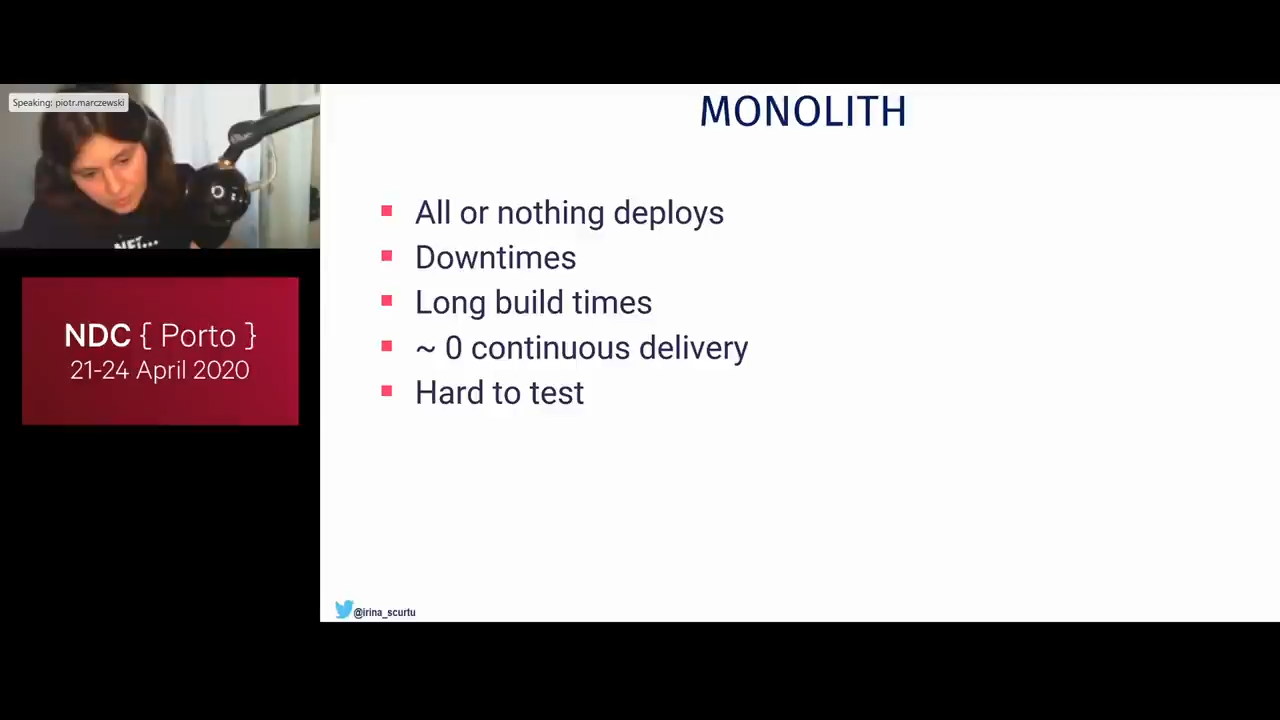 Speaking: piotr.marczewski
MONOLITH
All or nothing deploys
Downtimes
Long build times
~ 0 continuous delivery
Hard to test
NDC { Porto }
21-24 April 2020
@irina_scurtu